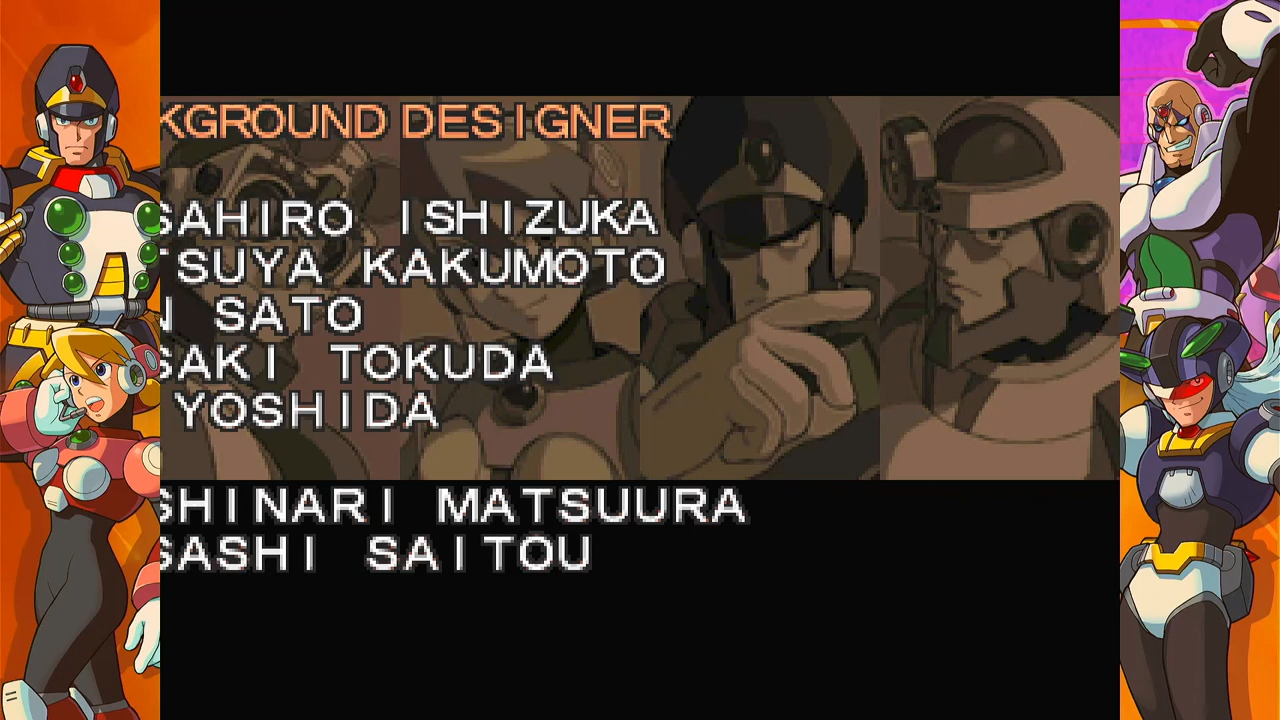 KGROUND DESIGNER
SAHIRO ISHIZUKA
TSUYA KAKUMOTO
N SATO
SAKI TOKUDA
YOSHIDA
SHINARI MATSUURA
SASHI SAITOU